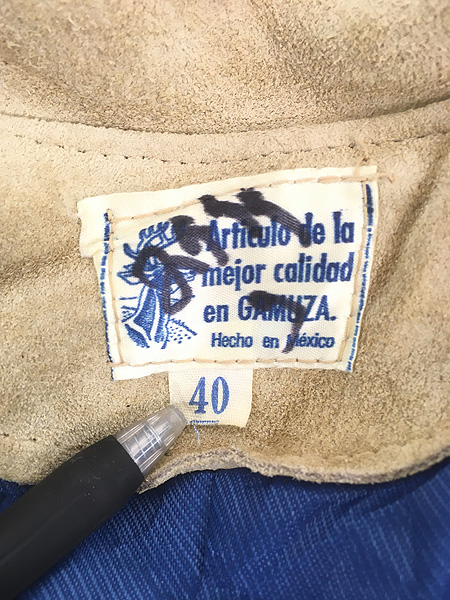 Artículo de la
mejor calidad
en GAMUZA.
Hecho en México
40